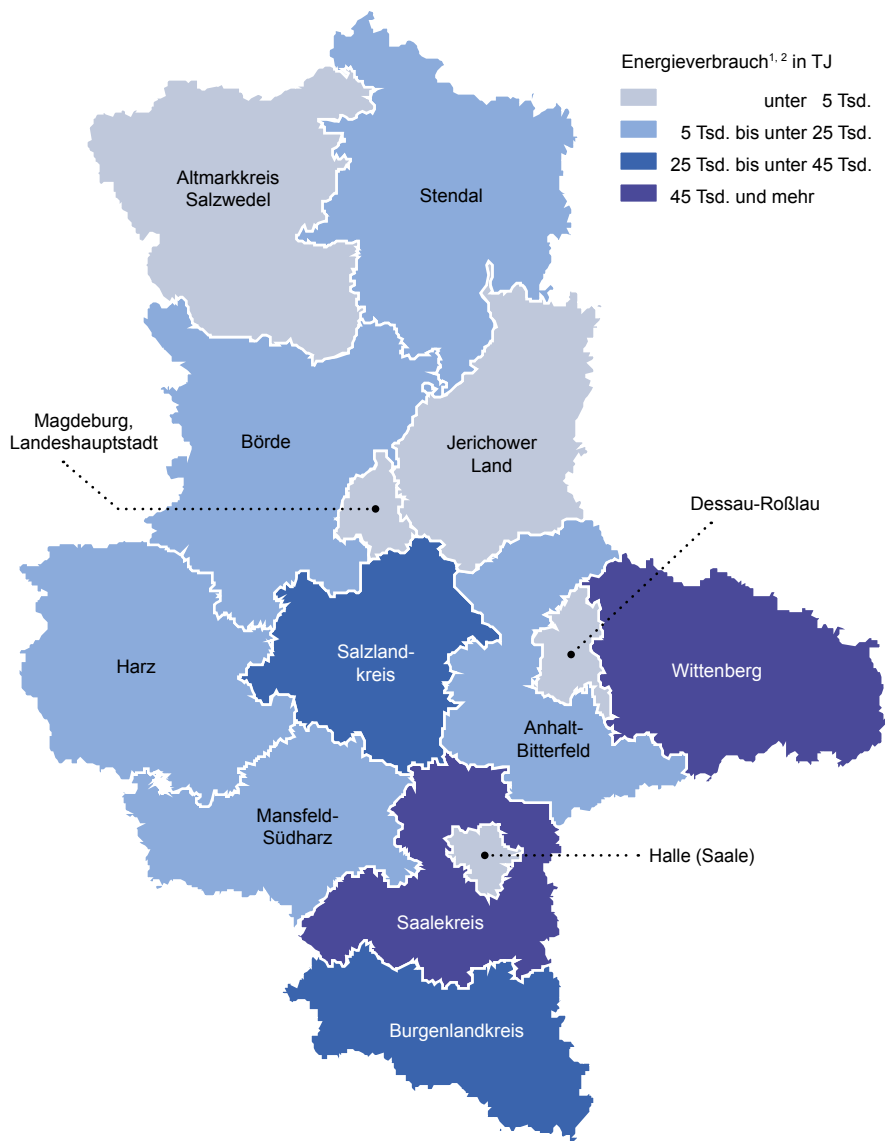 Energieverbrauch1, 2 in TJ
unter 5 Tsd.
5 Tsd. bis unter 25 Tsd.
25 Tsd. bis unter 45 Tsd.
45 Tsd. und mehr
Altmarkkreis
Salzwedel
Stendal
Magdeburg,
Landeshauptstadt
Börde
Jerichower
Land
Dessau-Roßlau
Harz
Salzland-
kreis
Wittenberg
Anhalt-
Bitterfeld
Mansfeld-
Südharz
Halle (Saale)
Saalekreis
Burgenlandkreis